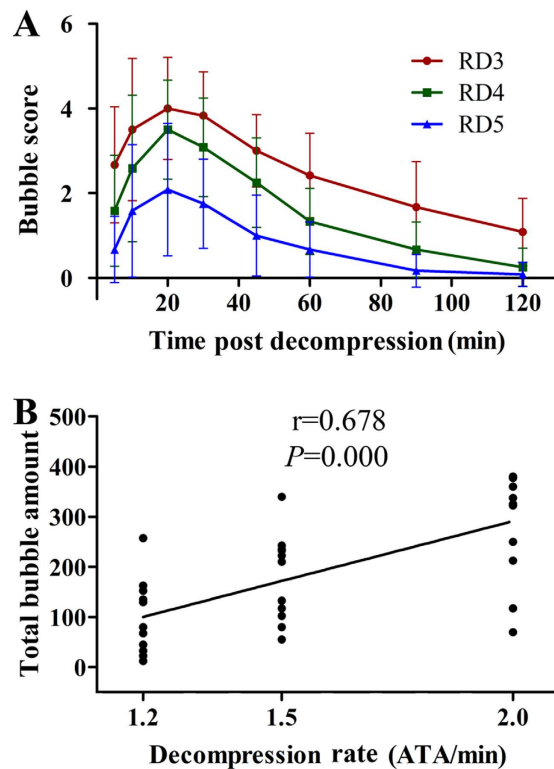 A
6
4
2
0
Bubble score
RD3
RD4
RD5
20 40 60 80 100 120
Time post decompression (min)
B
500
400
300
200
100
0
Total bubble amount
r=0.678
P=0.000
1.2 1.5 2.0
Decompression rate (ATA/min)